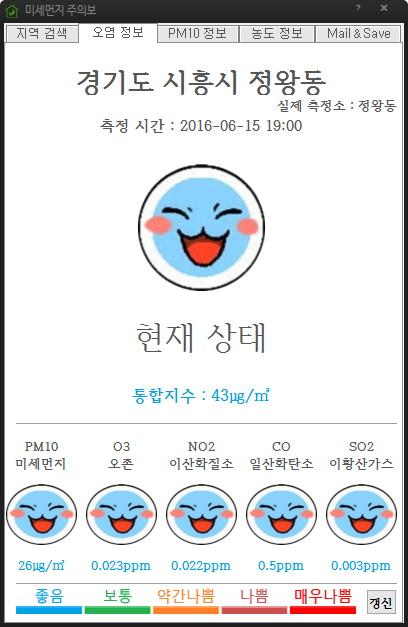 미세먼지 주의보
지역 검색 오염 정보 PM10 정보 농도 정보 Mail & Save
경기도 시흥시 정왕동
실제 측정소 : 정왕동
측정 시간 : 2016-06-15 19:00
현재 상태
통합지수 : 43㎍/㎥
PM10 O3 NO2 CO SO2
미세먼지 오존 이산화질소 일산화탄소 이황산가스
26㎍/㎥ 0.023ppm 0.022ppm 0.5ppm 0.003ppm
좋음 보통 약간나쁨 나쁨 매우나쁨 갱신